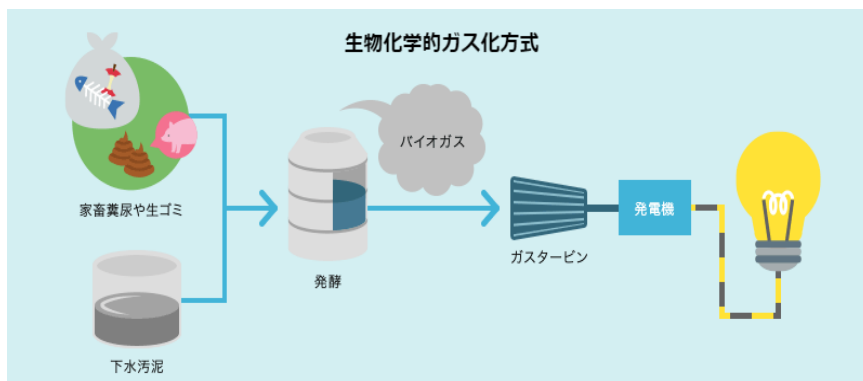 生物化学的ガス化方式
バイオガス
家畜糞尿や生ゴミ
発酵
ガスタービン
発電機
下水汚泥